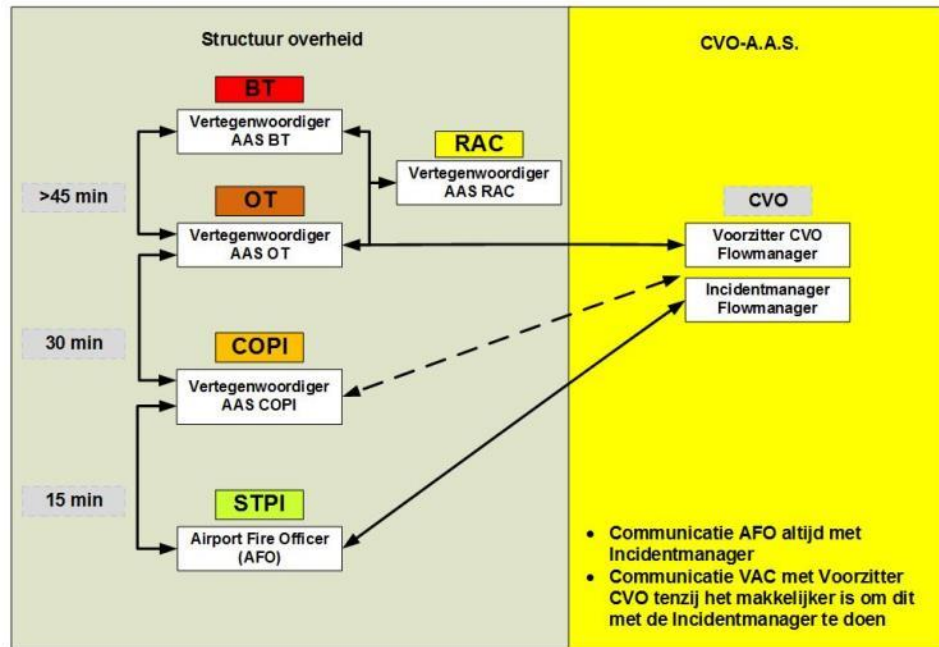 Structuur overheid
CVO-A.A.S.
BT
Vertegenwoordiger
AAS BT
RAC
Vertegenwoordiger
AAS RAC
>45 min
OT
Vertegenwoordiger
AAS OT
CVO
Voorzitter CVO
Flowmanager
Incidentmanager
Flowmanager
30 min
COPI
Vertegenwoordiger
AAS COPI
15 min
STPI
Airport Fire Officer
(AFO)
• Communicatie AFO altijd met
Incidentmanager
• Communicatie VAC met Voorzitter
CVO tenzij het makkelijker is om dit
met de Incidentmanager te doen